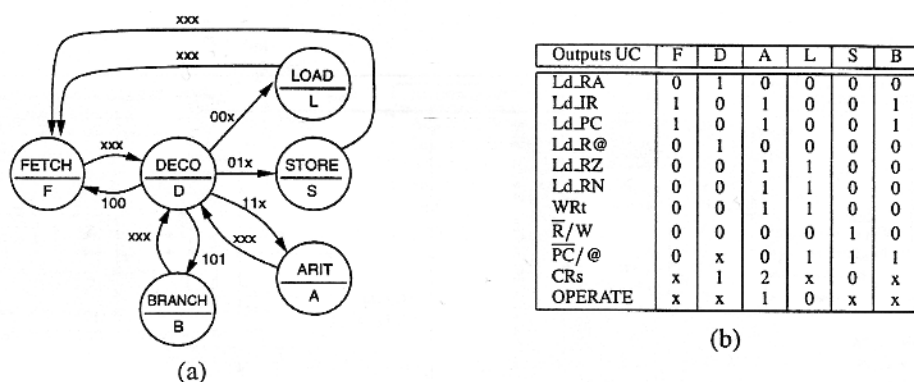 xxx
xxx
LOAD
L
00x
FETCH
F
xxx
100
DECO
D
01x
STORE
S
11x
xxx
xxx
101
BRANCH
B
ARIT
A
(a)
Outputs UC F D A L S B
Ld_RA 0 1 0 0 0 0
Ld_IR 1 0 1 0 0 1
Ld_PC 1 0 1 0 0 1
Ld_R@ 0 1 0 0 0 0
Ld_RZ 0 0 1 1 0 0
Ld_RN 0 0 1 1 0 0
WRt 0 0 1 1 0 0
R̅/W 0 0 0 0 1 0
P̅C̅/@ 0 x 0 1 1 1
CRs x 1 2 x 0 x
OPERATE x x 1 0 x x
(b)